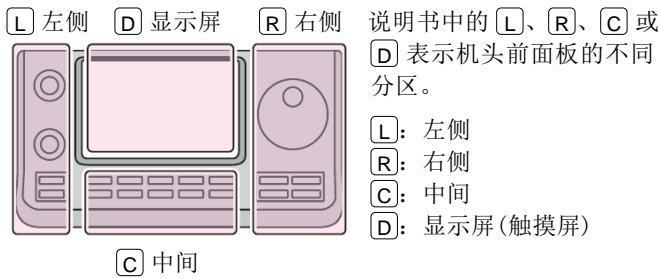 L 左侧 D 显示屏 R 右侧
C 中间
说明书中的 L、R、C 或
D 表示机头前面板的不同
分区。
L：左侧
R：右侧
C：中间
D：显示屏(触摸屏)